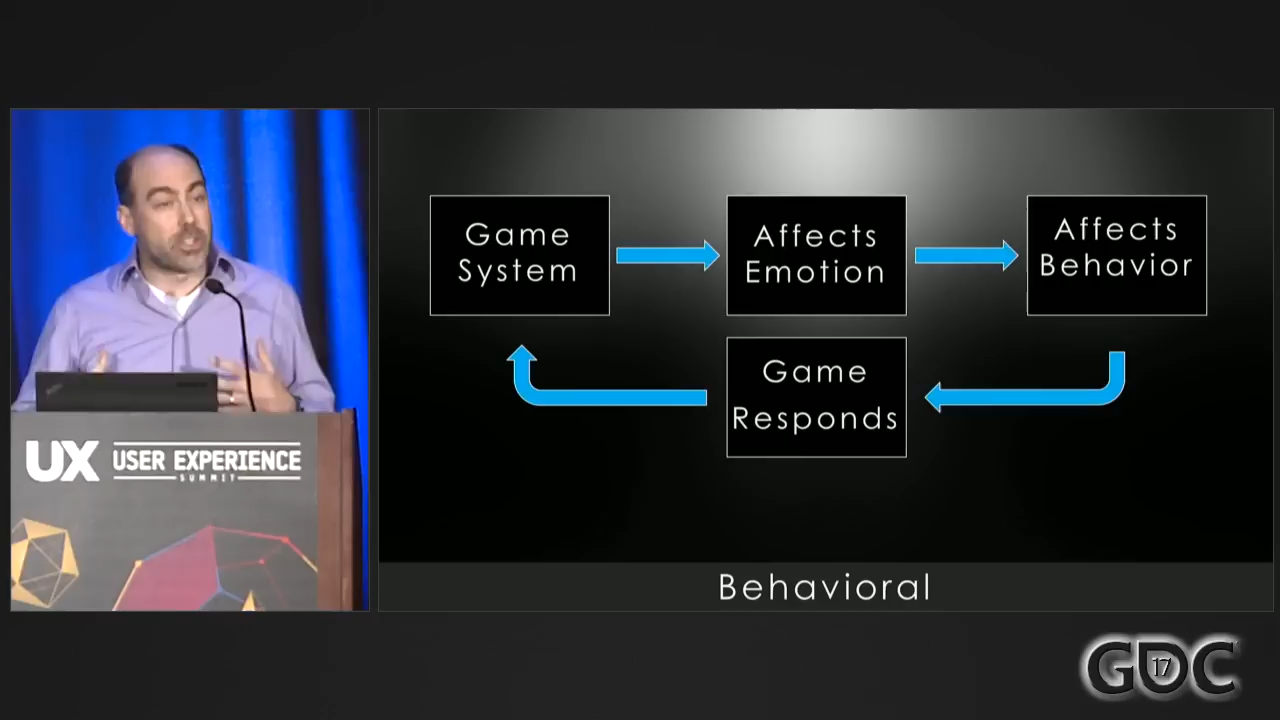 Game
System
Affects
Emotion
Affects
Behavior
Game
Responds
Behavioral
UX USER EXPERIENCE
SUMMIT
GDC
17